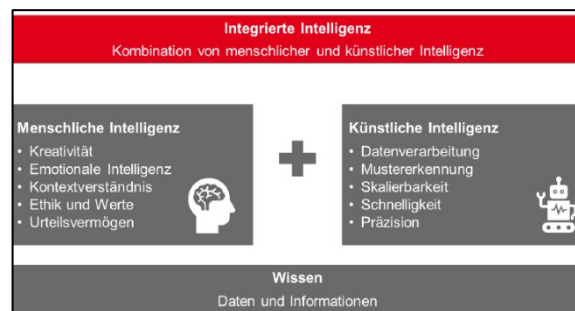 Integrierte Intelligenz
Kombination von menschlicher und künstlicher Intelligenz
Menschliche Intelligenz
• Kreativität
• Emotionale Intelligenz
• Kontextverständnis
• Ethik und Werte
• Urteilsvermögen
Künstliche Intelligenz
• Datenverarbeitung
• Mustererkennung
• Skalierbarkeit
• Schnelligkeit
• Präzision
Wissen
Daten und Informationen